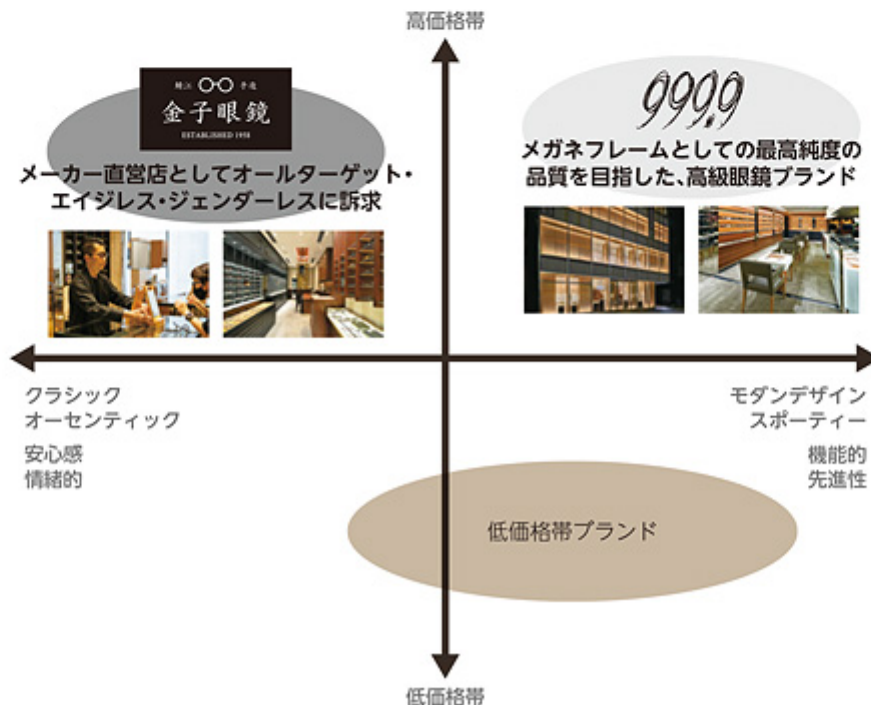 高価格帯
鯖江 手造
金子眼鏡
ESTABLISHED 1958
メーカー直営店としてオールターゲット・
エイジレス・ジェンダーレスに訴求
999.9
メガネフレームとしての最高純度の
品質を目指した、高級眼鏡ブランド
クラシック
オーセンティック
安心感
情緒的
モダンデザイン
スポーティー
機能的
先進性
低価格帯ブランド
低価格帯